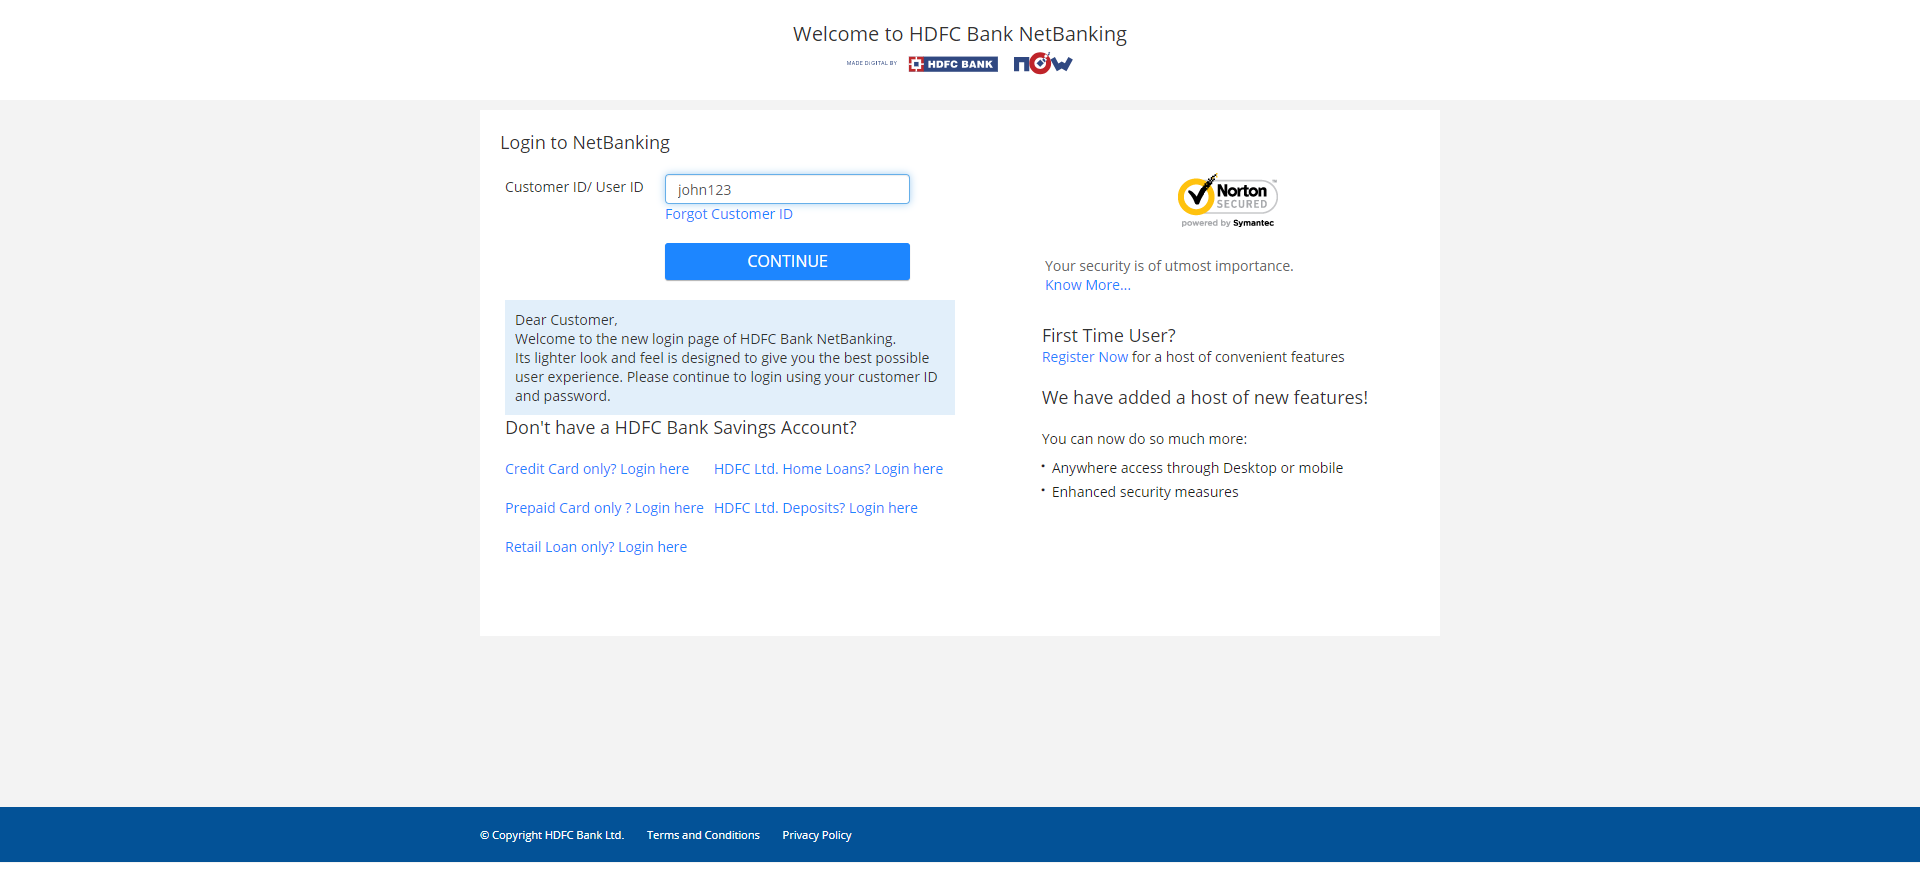 Welcome to HDFC Bank NetBanking
MADE DIGITAL BY HDFC BANK now
Login to NetBanking
Customer ID/ User ID john123
Forgot Customer ID
CONTINUE
Dear Customer,
Welcome to the new login page of HDFC Bank NetBanking.
Its lighter look and feel is designed to give you the best possible
user experience. Please continue to login using your customer ID
and password.
Don't have a HDFC Bank Savings Account?
Credit Card only? Login here HDFC Ltd. Home Loans? Login here
Prepaid Card only ? Login here HDFC Ltd. Deposits? Login here
Retail Loan only? Login here
Norton™
SECURED
powered by Symantec
Your security is of utmost importance.
Know More...
First Time User?
Register Now for a host of convenient features
We have added a host of new features!
You can now do so much more:
• Anywhere access through Desktop or mobile
• Enhanced security measures
© Copyright HDFC Bank Ltd. Terms and Conditions Privacy Policy